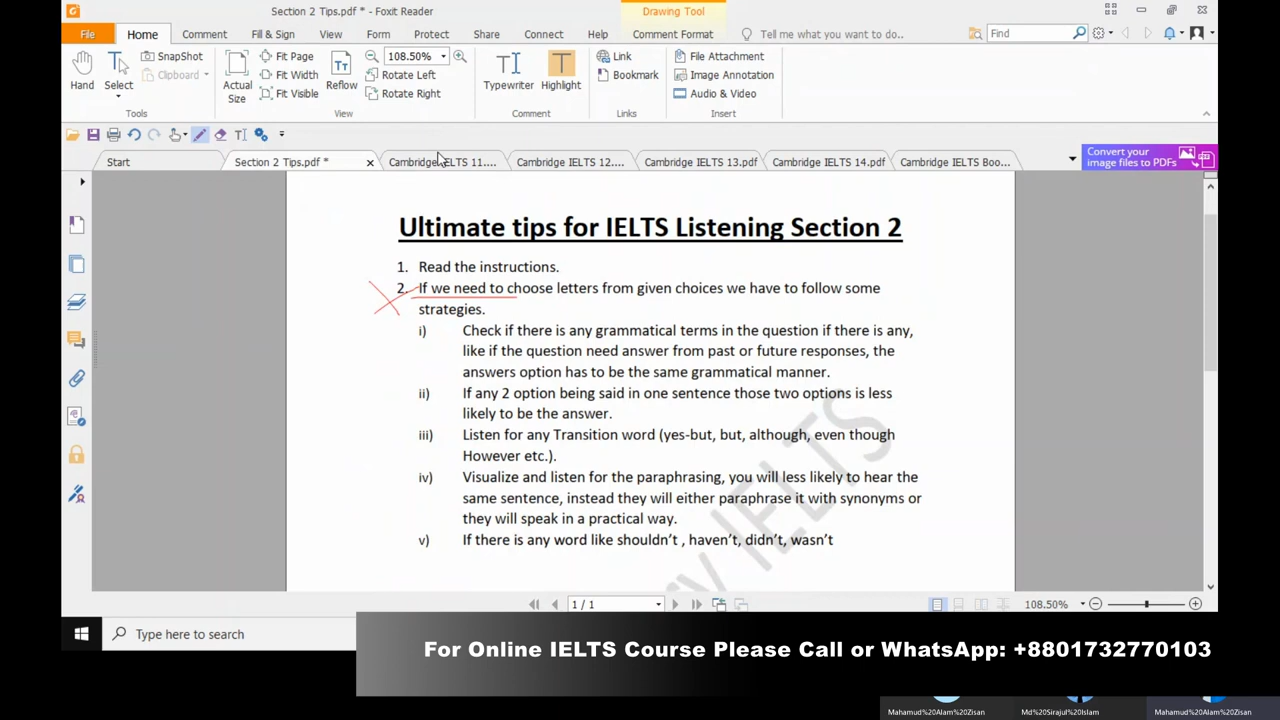 Section 2 Tips.pdf * - Foxit Reader
Drawing Tool
File Home Comment Fill & Sign View Form Protect Share Connect Help Comment Format Tell me what you want to do.. Find
Hand
Select
SnapShot
Clipboard
Tools
Actual Size
Fit Page
Fit Width
Fit Visible
Reflow
108.50%
Rotate Left
Rotate Right
View
Typewriter
Highlight
Comment
Link
Bookmark
Links
File Attachment
Image Annotation
Audio & Video
Insert
Start Section 2 Tips.pdf * Cambridge IELTS 11.... Cambridge IELTS 12.... Cambridge IELTS 13.pdf Cambridge IELTS 14.pdf Cambridge IELTS Boo...
Convert your
image files to PDFs
Ultimate tips for IELTS Listening Section 2
1. Read the instructions.
2. If we need to choose letters from given choices we have to follow some
strategies.
i) Check if there is any grammatical terms in the question if there is any,
like if the question need answer from past or future responses, the
answers option has to be the same grammatical manner.
ii) If any 2 option being said in one sentence those two options is less
likely to be the answer.
iii) Listen for any Transition word (yes-but, but, although, even though
However etc.).
iv) Visualize and listen for the paraphrasing, you will less likely to hear the
same sentence, instead they will either paraphrase it with synonyms or
they will speak in a practical way.
v) If there is any word like shouldn’t , haven’t, didn’t, wasn’t
1 / 1
108.50%
Type here to search
For Online IELTS Course Please Call or WhatsApp: +8801732770103
Mahamud%20Alam%20Zisan Md%20Sirajul%20Islam Mahamud%20Alam%20Zisan